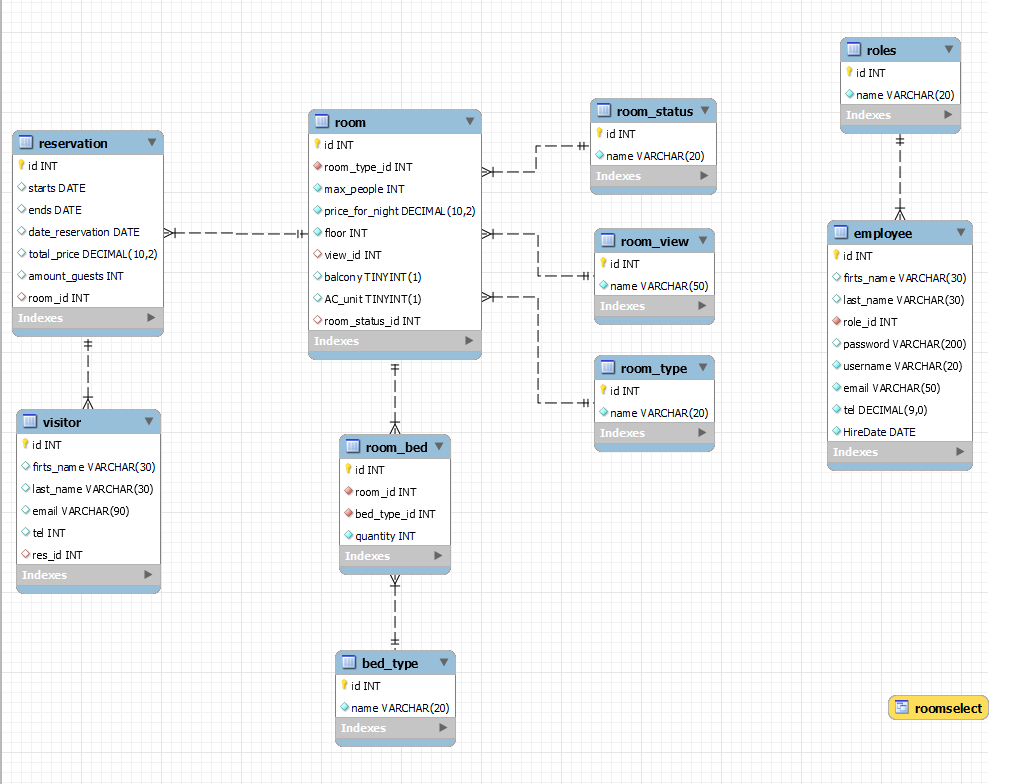 reservation
id INT
starts DATE
ends DATE
date_reservation DATE
total_price DECIMAL(10,2)
amount_guests INT
room_id INT
Indexes
visitor
id INT
firts_name VARCHAR(30)
last_name VARCHAR(30)
email VARCHAR(90)
tel INT
res_id INT
Indexes
room
id INT
room_type_id INT
max_people INT
price_for_night DECIMAL(10,2)
floor INT
view_id INT
balcony TINYINT(1)
AC_unit TINYINT(1)
room_status_id INT
Indexes
room_bed
id INT
room_id INT
bed_type_id INT
quantity INT
Indexes
bed_type
id INT
name VARCHAR(20)
Indexes
room_status
id INT
name VARCHAR(20)
Indexes
room_view
id INT
name VARCHAR(50)
Indexes
room_type
id INT
name VARCHAR(20)
Indexes
roles
id INT
name VARCHAR(20)
Indexes
employee
id INT
firts_name VARCHAR(30)
last_name VARCHAR(30)
role_id INT
password VARCHAR(200)
username VARCHAR(20)
email VARCHAR(50)
tel DECIMAL(9,0)
HireDate DATE
Indexes
roomselect